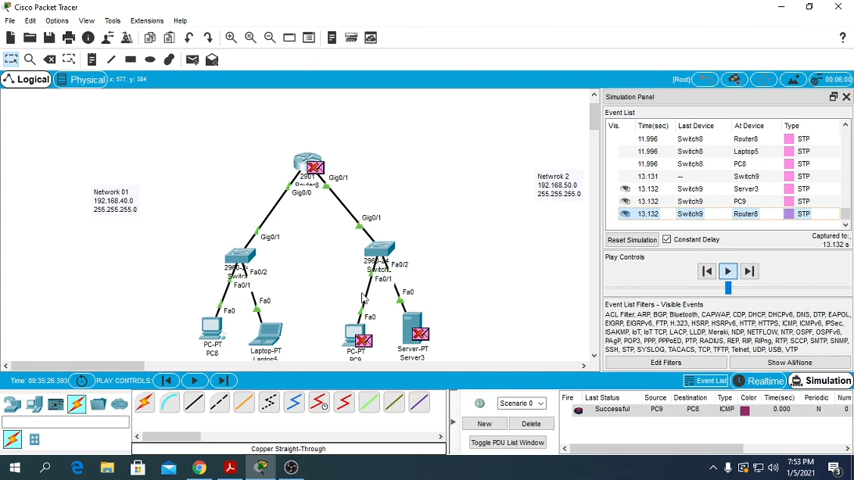 Cisco Packet Tracer
File Edit Options View Tools Extensions Help
Logical
Physical
x: 577, y: 384
[Root]
00:06:00
Network 01
192.168.40.0
255.255.255.0
Network 2
192.168.50.0
255.255.255.0
2901
Router8
Gig0/0
Gig0/1
Gig0/1
Gig0/1
Fa0/2
Fa0/1
Fa0/2
Fa0/1
Fa0
Fa0
Fa0
Fa0
PC-PT
PC8
Laptop-PT
PC-PT
PC9
Server-PT
Server3
Simulation Panel
Event List
Vis. Time(sec) Last Device At Device Type
11.996 Switch8 Router8 STP
11.996 Switch8 Laptop5 STP
11.996 Switch8 PC8 STP
13.131 -- Switch9 STP
13.132 Switch9 Server3 STP
13.132 Switch9 PC9 STP
13.132 Switch9 Router8 STP
Reset Simulation
Constant Delay
Captured to:
13.132 s
Play Controls
Event List Filters - Visible Events
ACL Filter, ARP, BGP, Bluetooth, CAPWAP, CDP, DHCP, DHCPv6, DNS, DTP, EAPOL,
EIGRP, EIGRPv6, FTP, H.323, HSRP, HSRPv6, HTTP, HTTPS, ICMP, ICMPv6, IPSec,
ISAKMP, IoT, IoT TCP, LACP, LLDP, Meraki, NDP, NETFLOW, NTP, OSPF, OSPFv6,
PAgP, POP3, PPP, PPPoED, PTP, RADIUS, REP, RIP, RIPng, RTP, SCCP, SMTP, SNMP,
SSH, STP, SYSLOG, TACACS, TCP, TFTP, Telnet, UDP, USB, VTP
Edit Filters
Show All/None
Time: 00:35:26.393
PLAY CONTROLS:
Event List
Realtime
Simulation
Copper Straight-Through
Scenario 0
New
Delete
Toggle PDU List Window
Fire Last Status Source Destination Type Color Time(sec) Periodic Num
Successful PC9 PC8 ICMP 0.000 N 0
7:53 PM
1/5/2021
3